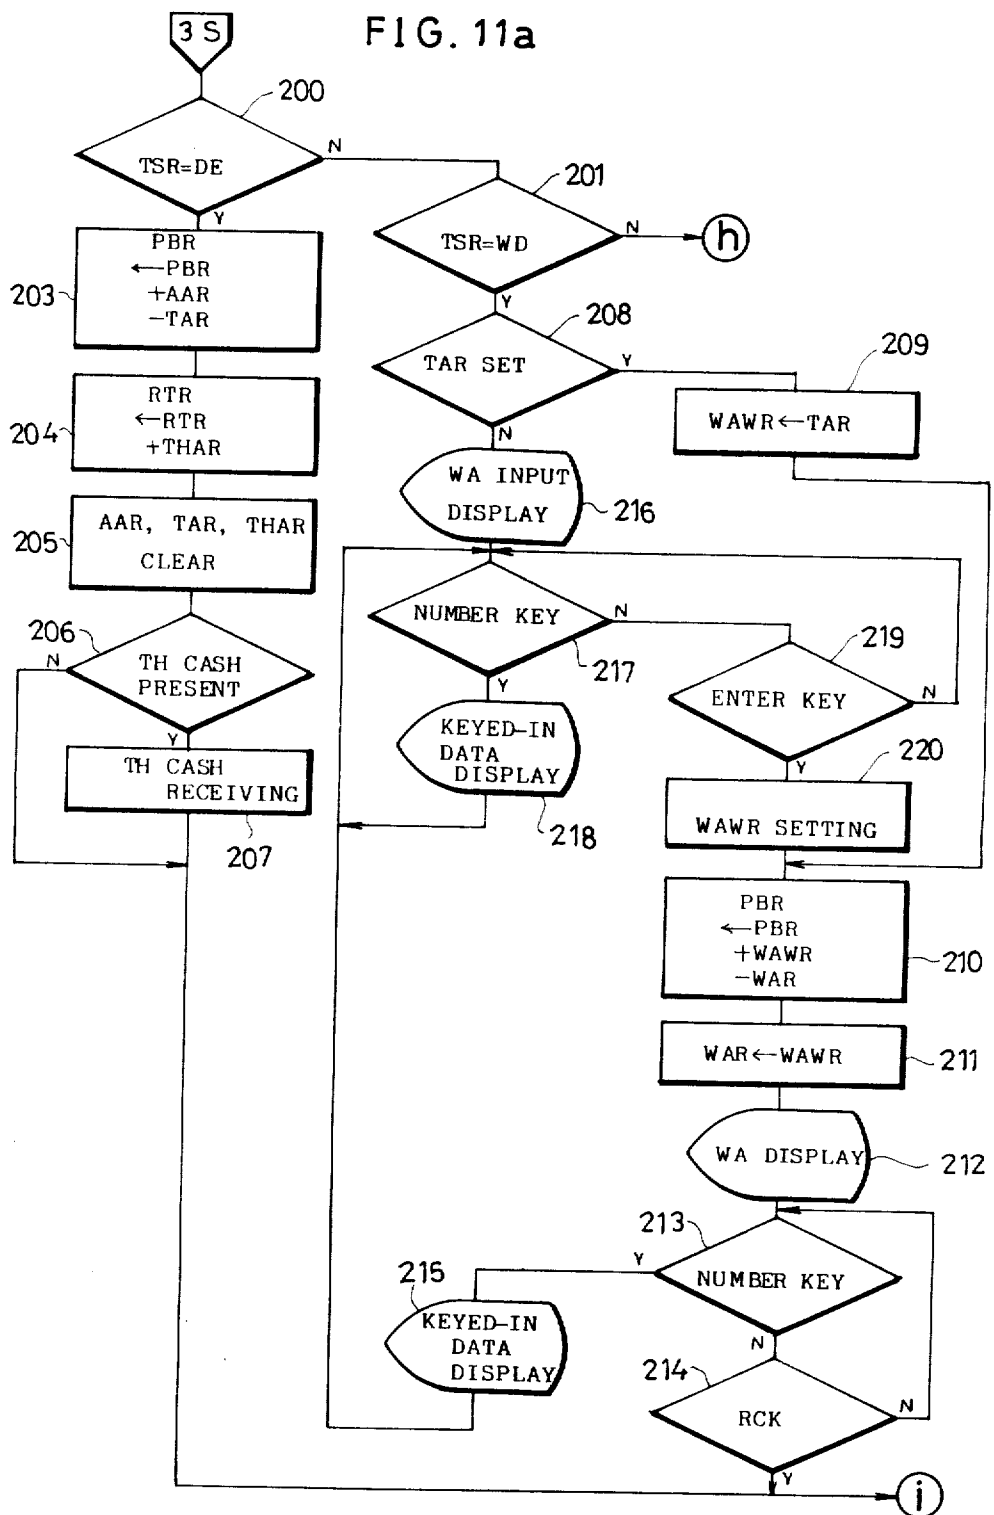 3 S
FIG. 11a
200
TSR=DE
N
Y
201
TSR=WD
N
h
Y
203
PBR
←PBR
+AAR
−TAR
208
TAR SET
Y
N
209
WAWR←TAR
204
RTR
←RTR
+THAR
WA INPUT
DISPLAY
216
205
AAR, TAR, THAR
CLEAR
NUMBER KEY
N
217
Y
206
N
TH CASH
PRESENT
Y
219
ENTER KEY
N
Y
KEYED-IN
DATA
DISPLAY
218
TH CASH
RECEIVING
207
220
WAWR SETTING
PBR
←PBR
+WAWR
−WAR
210
WAR←WAWR
211
WA DISPLAY
212
213
Y
NUMBER KEY
N
215
KEYED-IN
DATA
DISPLAY
214
RCK
N
Y
i